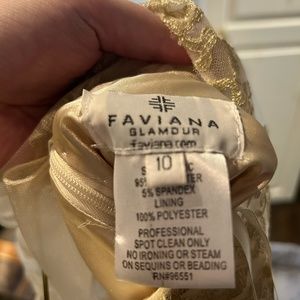 FAVIANA
GLAMOUR
faviana.com
10
5% SPANDEX
LINING
100% POLYESTER
PROFESSIONAL
SPOT CLEAN ONLY
NO IRONING OR STEAM
ON SEQUINS OR BEADING
RN#96551